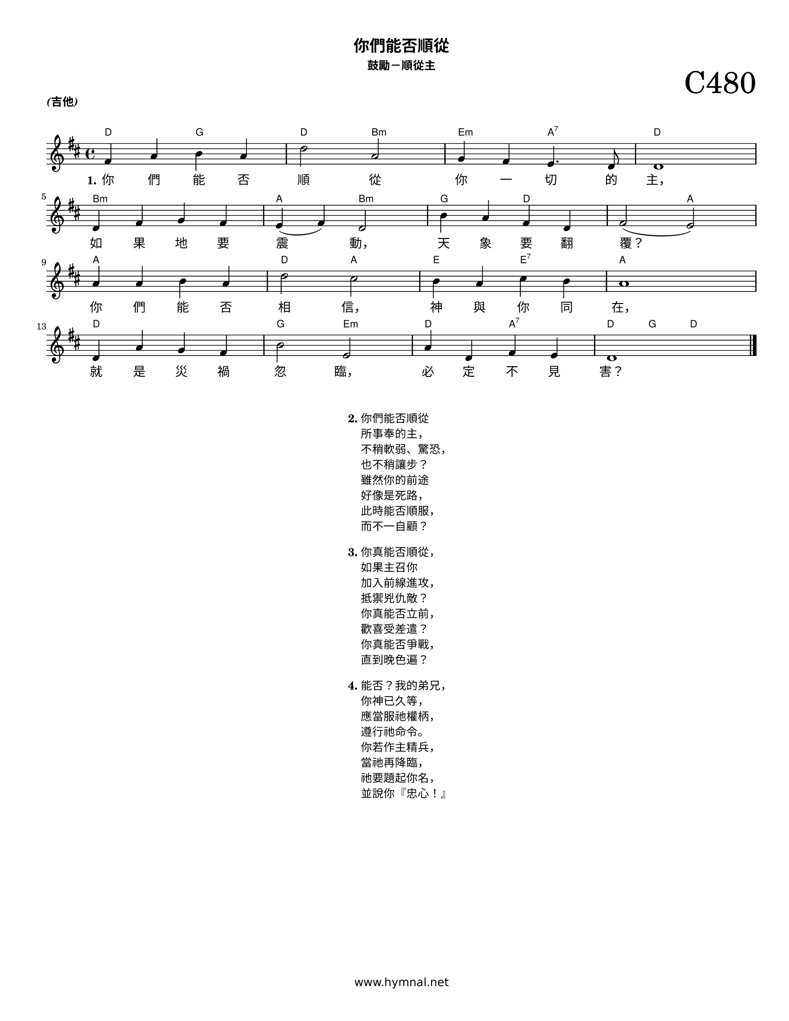 你們能否順從
鼓勵－順從主
C480
(吉他)
D G D Bm Em A7 D
1. 你 們 能 否 順 從 你 一 切 的 主，
5 Bm A Bm G D A
如 果 地 要 震 動， 天 象 要 翻 覆？
9 A D A E E7 A
你 們 能 否 相 信， 神 與 你 同 在，
13 D G Em D A7 D G D
就 是 災 禍 忽 臨， 必 定 不 見 害？
2. 你們能否順從
所事奉的主，
不稍軟弱、驚恐，
也不稍讓步？
雖然你的前途
好像是死路，
此時能否順服，
而不一自顧？
3. 你真能否順從，
如果主召你
加入前線進攻，
抵禦兇仇敵？
你真能否立前，
歡喜受差遣？
你真能否爭戰，
直到晚色遍？
4. 能否？我的弟兄，
你神已久等，
應當服祂權柄，
遵行祂命令。
你若作主精兵，
當祂再降臨，
祂要題起你名，
並說你『忠心！』
www.hymnal.net